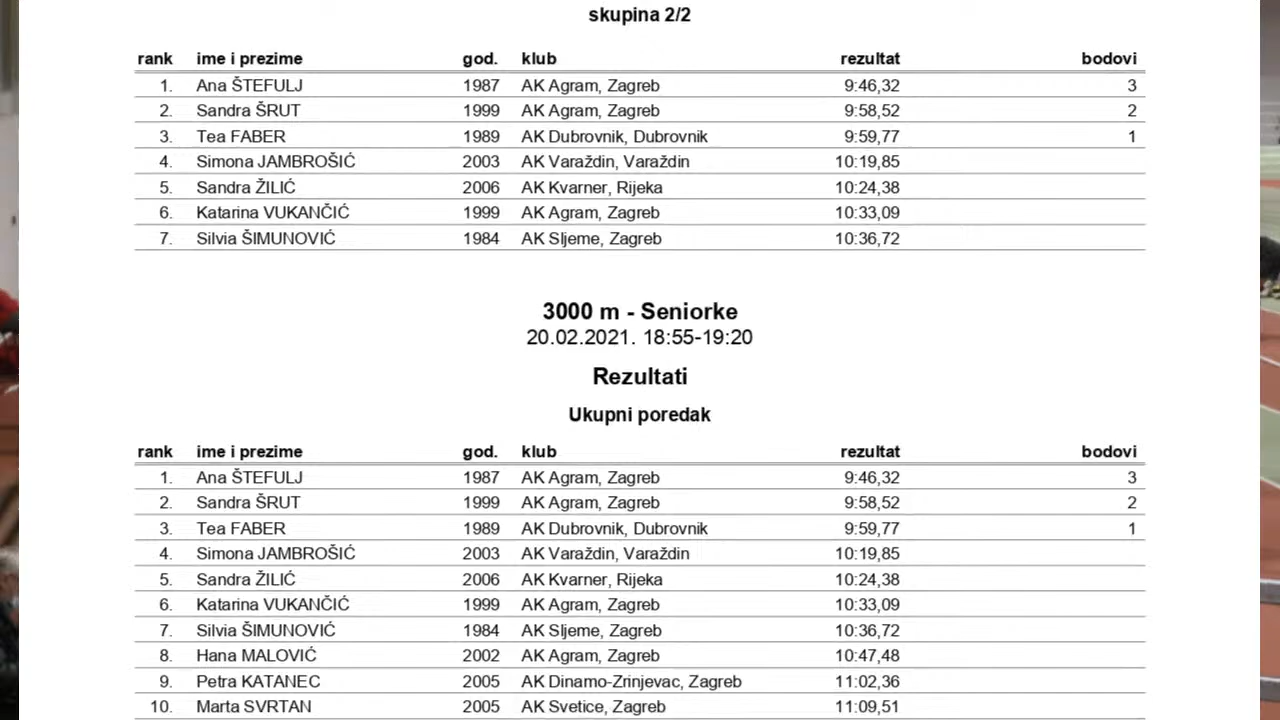 skupina 2/2
rank ime i prezime god. klub rezultat bodovi
1. Ana ŠTEFULJ 1987 AK Agram, Zagreb 9:46,32 3
2. Sandra ŠRUT 1999 AK Agram, Zagreb 9:58,52 2
3. Tea FABER 1989 AK Dubrovnik, Dubrovnik 9:59,77 1
4. Simona JAMBROŠIĆ 2003 AK Varaždin, Varaždin 10:19,85
5. Sandra ŽILIĆ 2006 AK Kvarner, Rijeka 10:24,38
6. Katarina VUKANČIĆ 1999 AK Agram, Zagreb 10:33,09
7. Silvia ŠIMUNOVIĆ 1984 AK Sljeme, Zagreb 10:36,72
3000 m - Seniorke
20.02.2021. 18:55-19:20
Rezultati
Ukupni poredak
rank ime i prezime god. klub rezultat bodovi
1. Ana ŠTEFULJ 1987 AK Agram, Zagreb 9:46,32 3
2. Sandra ŠRUT 1999 AK Agram, Zagreb 9:58,52 2
3. Tea FABER 1989 AK Dubrovnik, Dubrovnik 9:59,77 1
4. Simona JAMBROŠIĆ 2003 AK Varaždin, Varaždin 10:19,85
5. Sandra ŽILIĆ 2006 AK Kvarner, Rijeka 10:24,38
6. Katarina VUKANČIĆ 1999 AK Agram, Zagreb 10:33,09
7. Silvia ŠIMUNOVIĆ 1984 AK Sljeme, Zagreb 10:36,72
8. Hana MALOVIĆ 2002 AK Agram, Zagreb 10:47,48
9. Petra KATANEC 2005 AK Dinamo-Zrinjevac, Zagreb 11:02,36
10. Marta SVRTAN 2005 AK Svetice, Zagreb 11:09,51